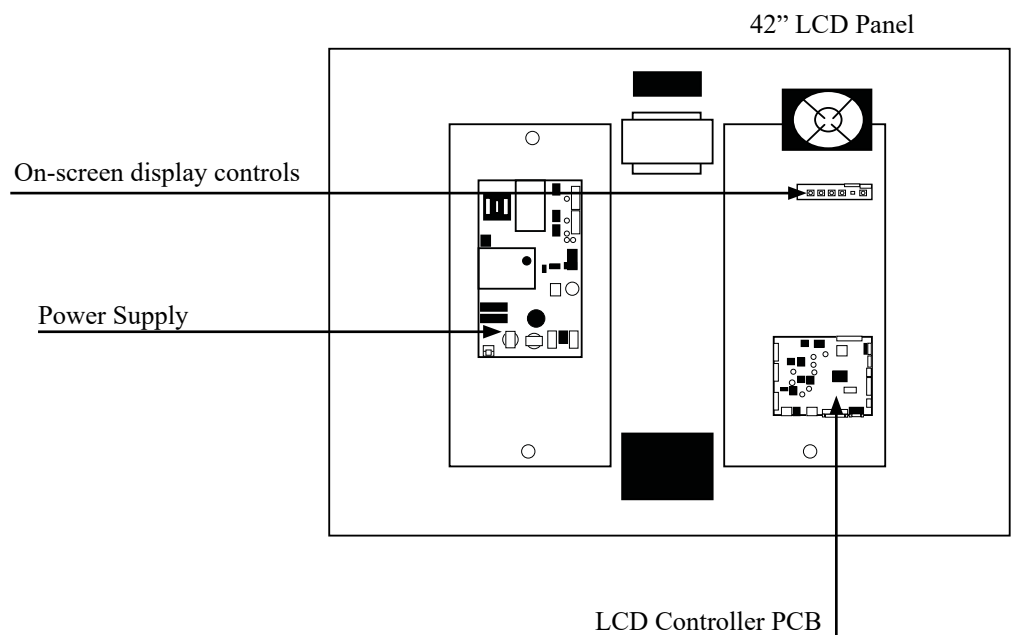 42” LCD Panel
On-screen display controls
Power Supply
LCD Controller PCB